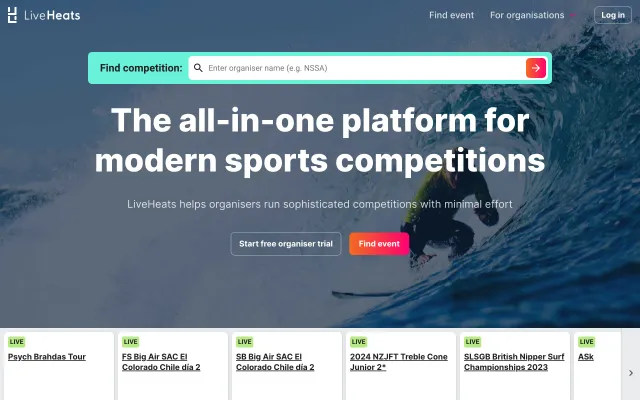 LiveHeats
Find event
For organisations
Log in
Find competition:
Enter organiser name (e.g. NSSA)
The all-in-one platform for
modern sports competitions
LiveHeats helps organisers run sophisticated competitions with minimal effort
Start free organiser trial
Find event
LIVE
Psych Brahdas Tour
LIVE
FS Big Air SAC El
Colorado Chile día 2
LIVE
SB Big Air SAC El
Colorado Chile día 2
LIVE
2024 NZJFT Treble Cone
Junior 2*
LIVE
SLSGB British Nipper Surf
Championships 2023
LIVE
ASk